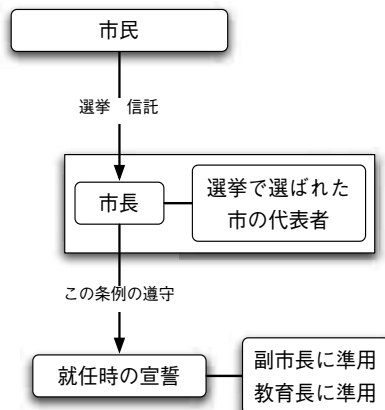 市民
選挙　信託
市長
選挙で選ばれた
市の代表者
この条例の遵守
就任時の宣誓
副市長に準用
教育長に準用